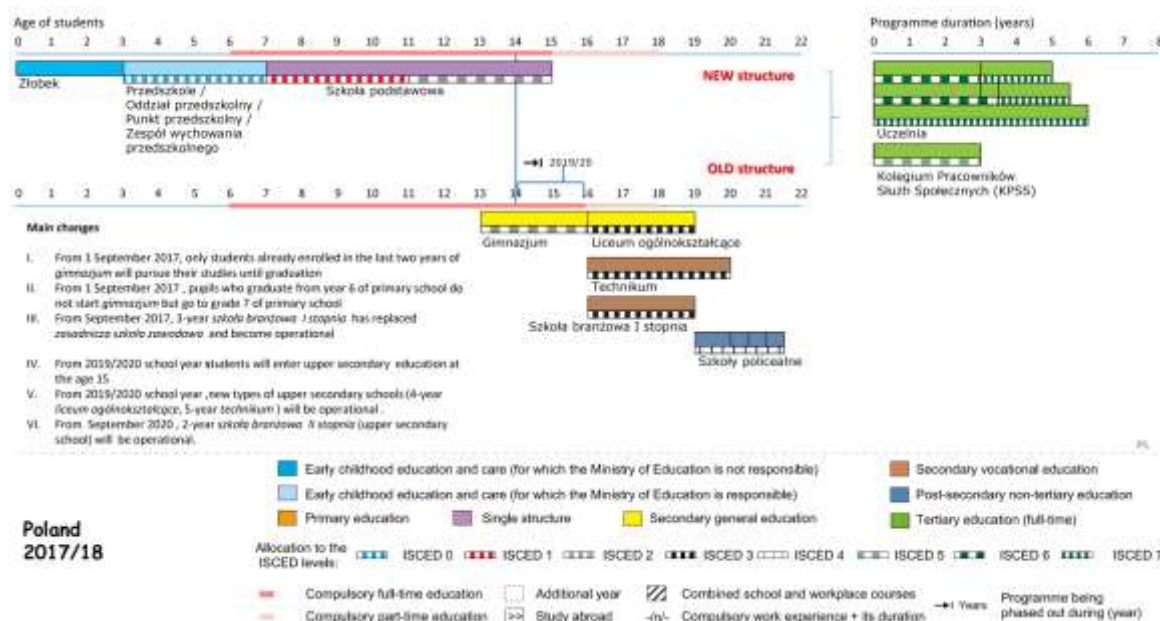 Age of students
Programme duration (years)
0 1 2 3 4 5 6 7 8 9 10 11 12 13 14 15 16 17 18 19 20 21 22
0 1 2 3 4 5 6 7 8
NEW structure
Żłobek
Przedszkole /
Oddział przedszkolny /
Punkt przedszkolny /
Zespół wychowania
przedszkolnego
Szkoła podstawowa
Uczelnia
2019/20
OLD structure
Kolegium Pracowników
Służb Społecznych (KPSS)
0 1 2 3 4 5 6 7 8 9 10 11 12 13 14 15 16 17 18 19 20 21 22
Main changes
Gimnazjum
Liceum ogólnokształcące
I. From 1 September 2017, only students already enrolled in the last two years of
gimnazjum will pursue their studies until graduation
II. From 1 September 2017 , pupils who graduate from year 6 of primary school do
not start gimnazjum but go to grade 7 of primary school
III. From September 2017, 3-year szkoła branżowa I stopnia has replaced
zasadnicza szkoła zawodowa and become operational
Technikum
Szkoła branżowa I stopnia
Szkoły policealne
IV. From 2019/2020 school year students will enter upper secondary education at
the age 15
V. From 2019/2020 school year ,new types of upper secondary schools (4-year
liceum ogólnokształcące, 5-year technikum ) will be operational .
VI. From September 2020 , 2-year szkoła branżowa II stopnia (upper secondary
school) will be operational.
Early childhood education and care (for which the Ministry of Education is not responsible)
Secondary vocational education
Early childhood education and care (for which the Ministry of Education is responsible)
Post-secondary non-tertiary education
Primary education
Single structure
Secondary general education
Tertiary education (full-time)
Poland
2017/18
Allocation to the
ISCED levels:
ISCED 0 ISCED 1 ISCED 2 ISCED 3 ISCED 4 ISCED 5 ISCED 6 ISCED 7
Compulsory full-time education
Additional year
Combined school and workplace courses
Years
Programme being
phased out during (year)
Compulsory part-time education
>> Study abroad
-/n/- Compulsory work experience + its duration